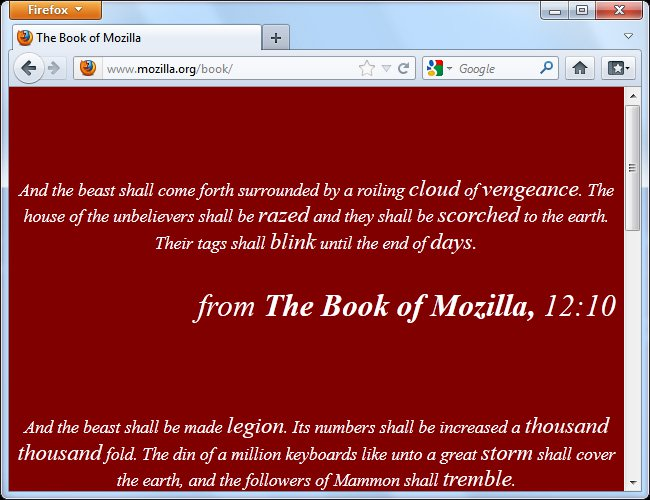 Firefox
The Book of Mozilla
www.mozilla.org/book/
Google
And the beast shall come forth surrounded by a roiling cloud of vengeance. The
house of the unbelievers shall be razed and they shall be scorched to the earth.
Their tags shall blink until the end of days.
from The Book of Mozilla, 12:10
And the beast shall be made legion. Its numbers shall be increased a thousand
thousand fold. The din of a million keyboards like unto a great storm shall cover
the earth, and the followers of Mammon shall tremble.